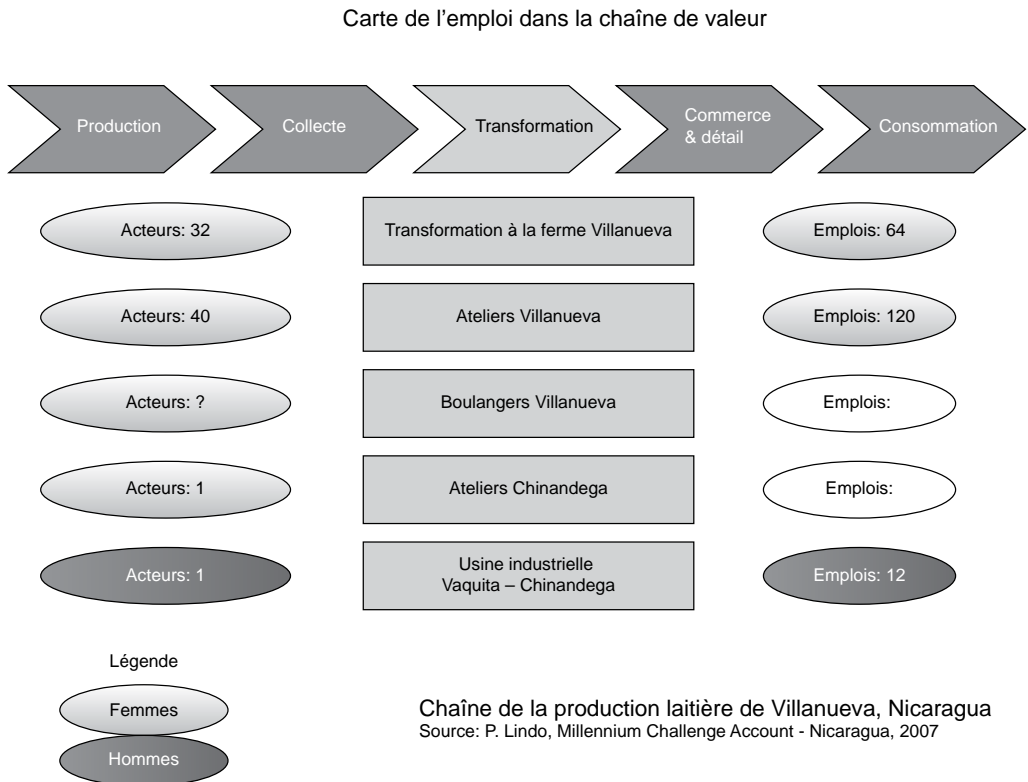 Carte de l’emploi dans la chaîne de valeur
Production
Collecte
Transformation
Commerce
& détail
Consommation
Acteurs: 32
Transformation à la ferme Villanueva
Emplois: 64
Acteurs: 40
Ateliers Villanueva
Emplois: 120
Acteurs: ?
Boulangers Villanueva
Emplois:
Acteurs: 1
Ateliers Chinandega
Emplois:
Acteurs: 1
Usine industrielle
Vaquita – Chinandega
Emplois: 12
Légende
Femmes
Hommes
Chaîne de la production laitière de Villanueva, Nicaragua
Source: P. Lindo, Millennium Challenge Account - Nicaragua, 2007